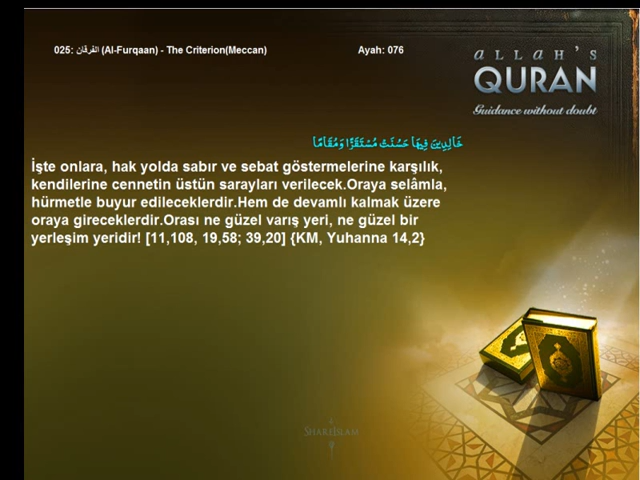 025: الفرقان (Al-Furqaan) - The Criterion(Meccan) Ayah: 076
ALLAH'S
QURAN
Guidance without doubt
خَالِدِينَ فِيهَا حَسُنَتْ مُسْتَقَرًّا وَمُقَامًا
İşte onlara, hak yolda sabır ve sebat göstermelerine karşılık,
kendilerine cennetin üstün sarayları verilecek.Oraya selâmla,
hürmetle buyur edileceklerdir.Hem de devamlı kalmak üzere
oraya gireceklerdir.Orası ne güzel varış yeri, ne güzel bir
yerleşim yeridir! [11,108, 19,58; 39,20] {KM, Yuhanna 14,2}
SHAREISLAM